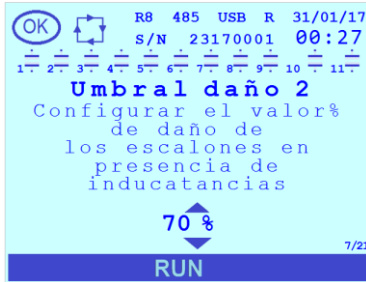 OK R8 485 USB R 31/01/17
S/N 23170001 00:27
1 2 3 4 5 6 7 8 9 10 11
Umbral daño 2
Configurar el valor%
de daño de
los escalones en
presencia de
inducatancias
70 %
7/21
RUN